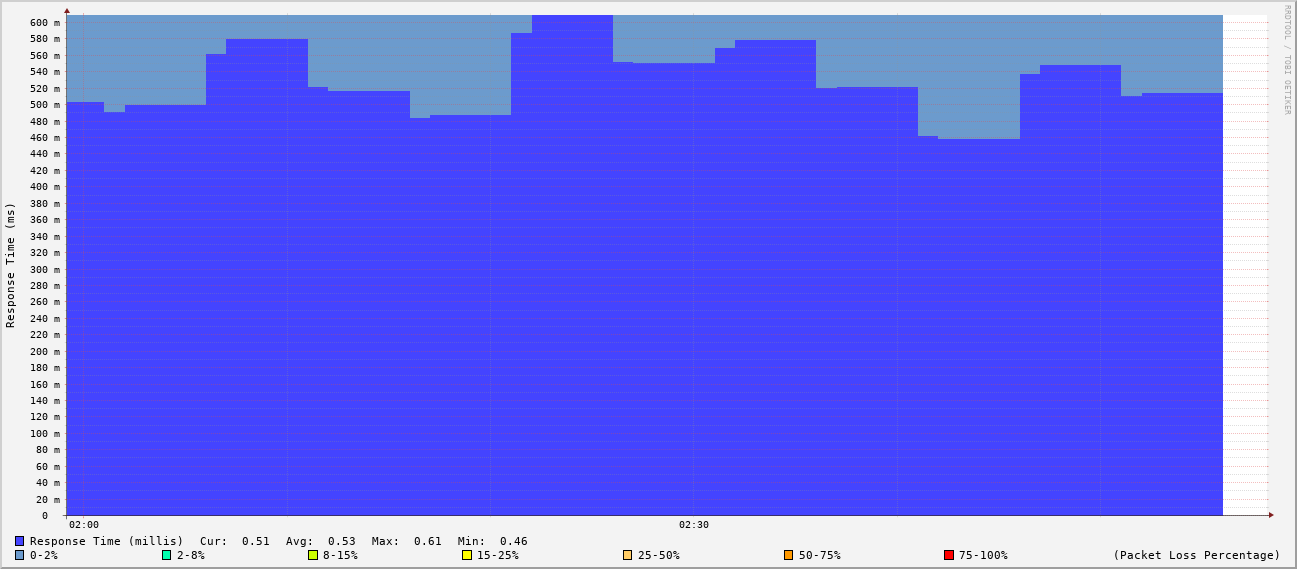 RRDTOOL / TOBI OETIKER
Response Time (ms)
600 m
580 m
560 m
540 m
520 m
500 m
480 m
460 m
440 m
420 m
400 m
380 m
360 m
340 m
320 m
300 m
280 m
260 m
240 m
220 m
200 m
180 m
160 m
140 m
120 m
100 m
80 m
60 m
40 m
20 m
0
02:00 02:30
Response Time (millis) Cur: 0.51 Avg: 0.53 Max: 0.61 Min: 0.46
0-2% 2-8% 8-15% 15-25% 25-50% 50-75% 75-100% (Packet Loss Percentage)